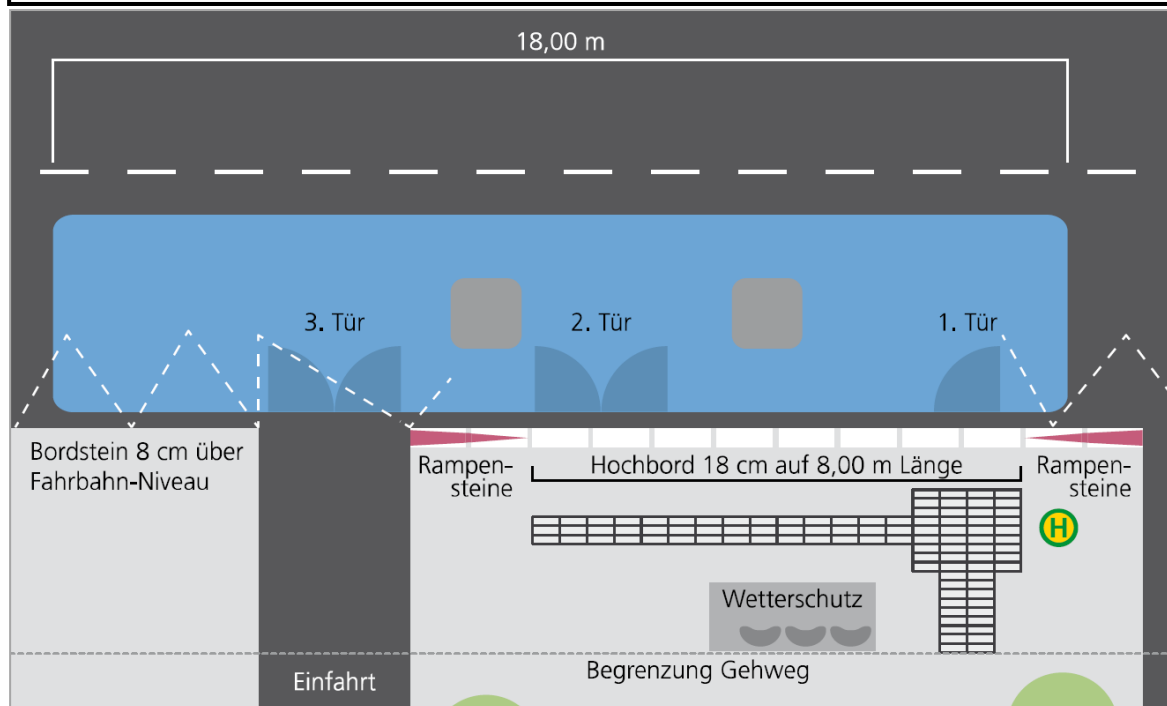 18,00 m
3. Tür
2. Tür
1. Tür
Bordstein 8 cm über
Fahrbahn-Niveau
Rampen-
steine
Hochbord 18 cm auf 8,00 m Länge
Rampen-
steine
H
Wetterschutz
Begrenzung Gehweg
Einfahrt